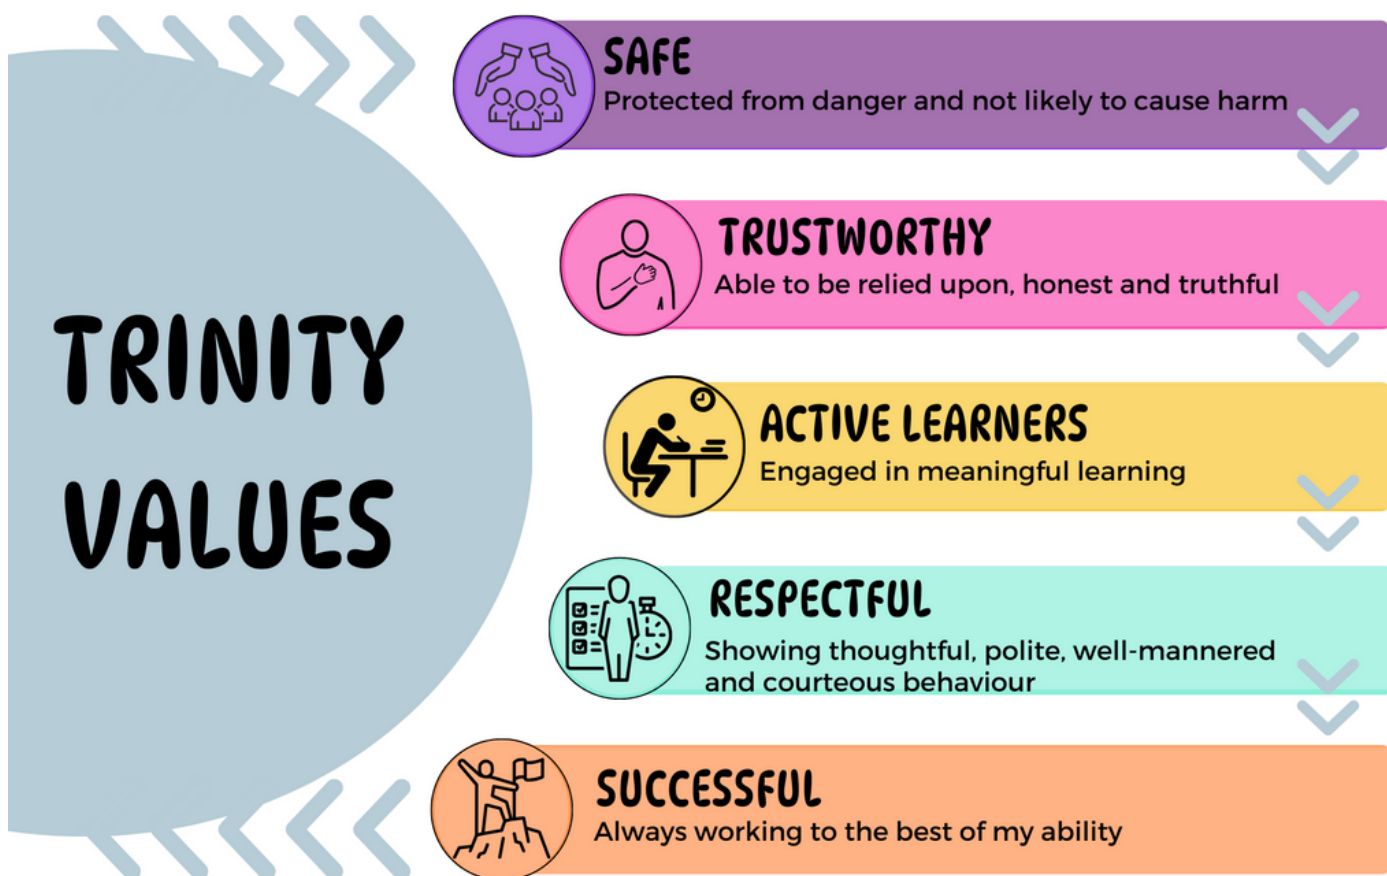 TRINITY
VALUES
SAFE
Protected from danger and not likely to cause harm
TRUSTWORTHY
Able to be relied upon, honest and truthful
ACTIVE LEARNERS
Engaged in meaningful learning
RESPECTFUL
Showing thoughtful, polite, well-mannered
and courteous behaviour
SUCCESSFUL
Always working to the best of my ability